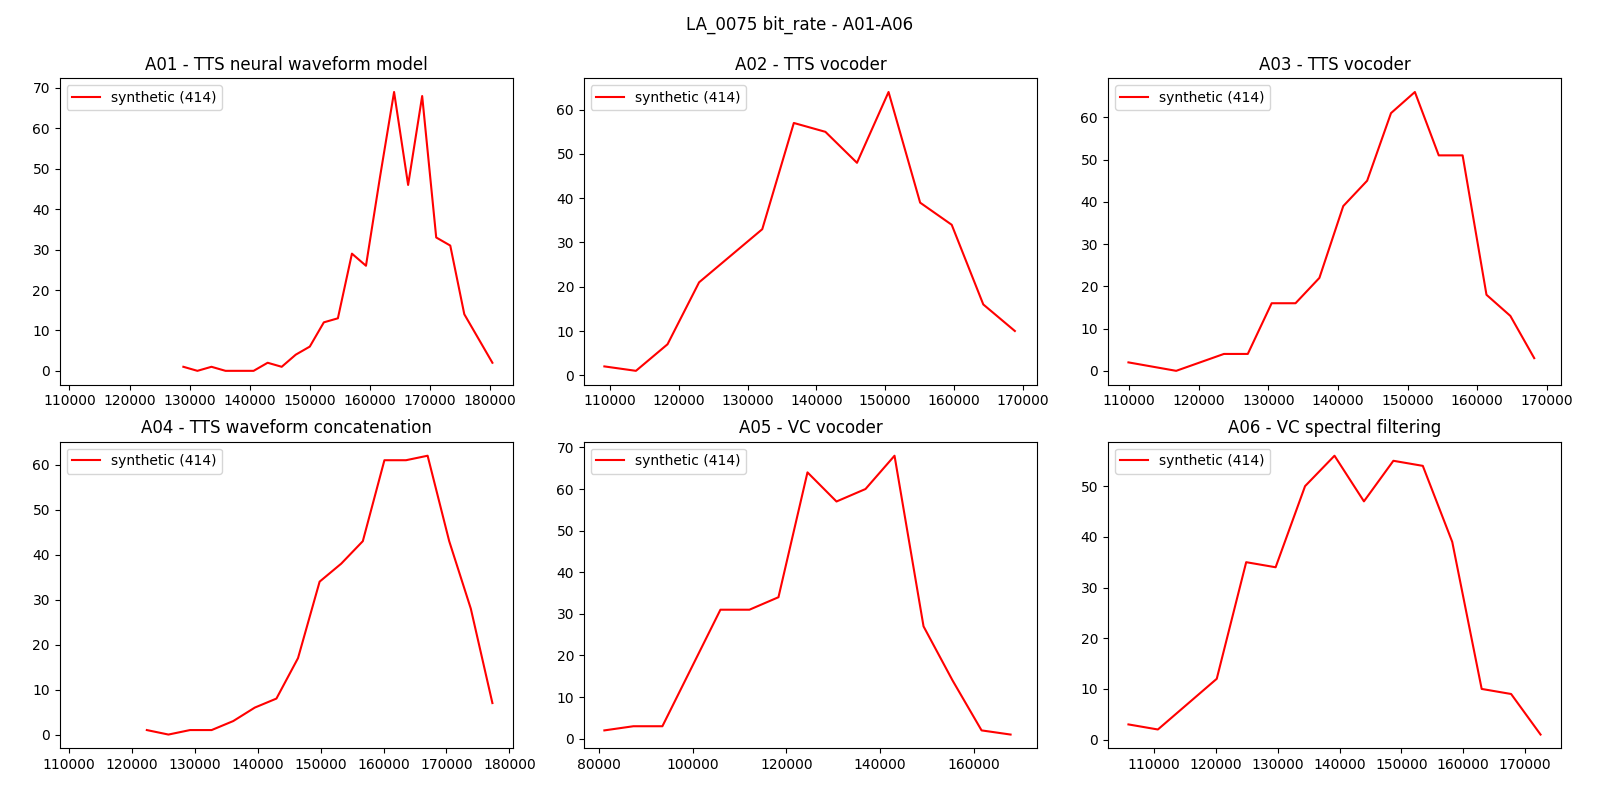 LA_0075 bit_rate - A01-A06
A01 - TTS neural waveform model
synthetic (414)
70
60
50
40
30
20
10
0
110000 120000 130000 140000 150000 160000 170000 180000
A02 - TTS vocoder
synthetic (414)
60
50
40
30
20
10
0
110000 120000 130000 140000 150000 160000 170000
A03 - TTS vocoder
synthetic (414)
60
50
40
30
20
10
0
110000 120000 130000 140000 150000 160000 170000
A04 - TTS waveform concatenation
synthetic (414)
60
50
40
30
20
10
0
110000 120000 130000 140000 150000 160000 170000 180000
A05 - VC vocoder
synthetic (414)
70
60
50
40
30
20
10
0
80000 100000 120000 140000 160000
A06 - VC spectral filtering
synthetic (414)
50
40
30
20
10
0
110000 120000 130000 140000 150000 160000 170000